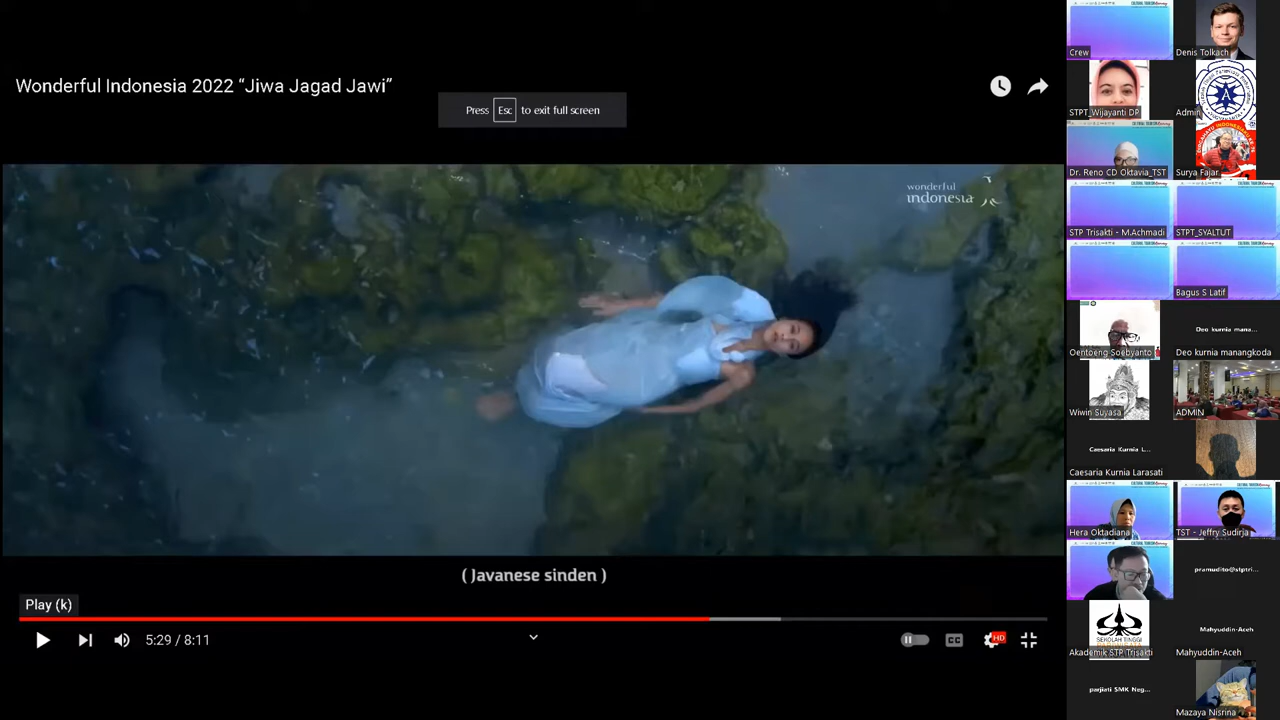 Wonderful Indonesia 2022 “Jiwa Jagad Jawi”
Press Esc to exit full screen
wonderful
indonesia
( Javanese sinden )
Play (k)
5:29 / 8:11
CC
HD
Crew
Denis Tolkach
STPT_Wijayanti DP
Admin
Dr. Reno CD Oktavia_TST
Surya Fajar
STP Trisakti - M.Achmadi
STPT_SYALTUT
Bagus S Latif
Oentoeng Soebyanto
Deo kurnia mana...
Deo kurnia manangkoda
Wiwin Suyasa
ADMIN
Caesaria Kurnia L...
Caesaria Kurnia Larasati
Hera Oktadiana
TST - Jeffry Sudirja
pramudito@stptri...
SEKOLAH TINGGI
Akademik STP Trisakti
Mahyuddin-Aceh
Mahyuddin-Aceh
parjiati SMK Neg...
Mazaya Nisrina